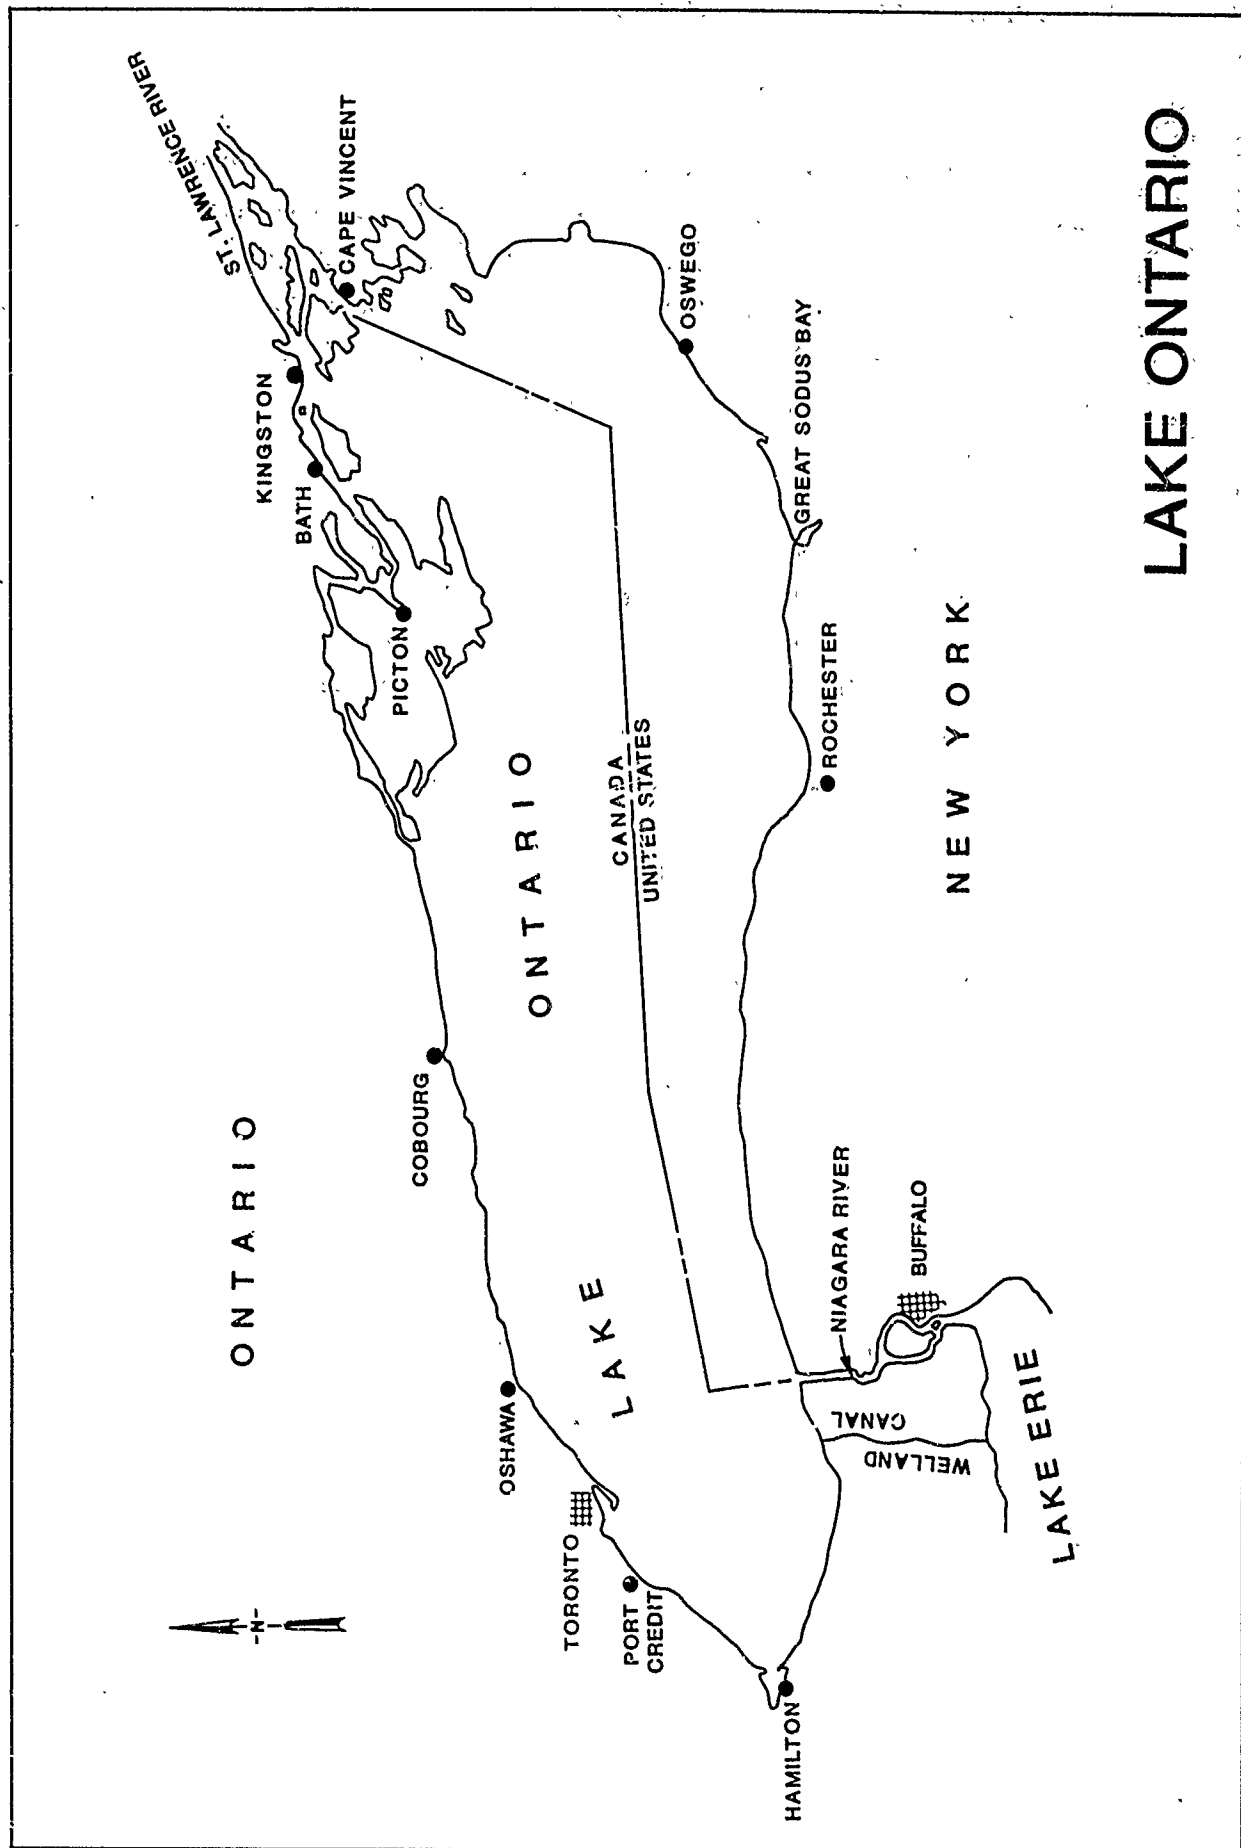 ST. LAWRENCE RIVER
CAPE VINCENT
KINGSTON
BATH
PICTON
OSWEGO
GREAT SODUS BAY
ROCHESTER
ONTARIO
COBOURG
OSHAWA
TORONTO
PORT
CREDIT
HAMILTON
LAKE
ONTARIO
CANADA
UNITED STATES
NEW YORK
NIAGARA RIVER
BUFFALO
WELLAND
CANAL
LAKE ERIE
-N-
LAKE ONTARIO